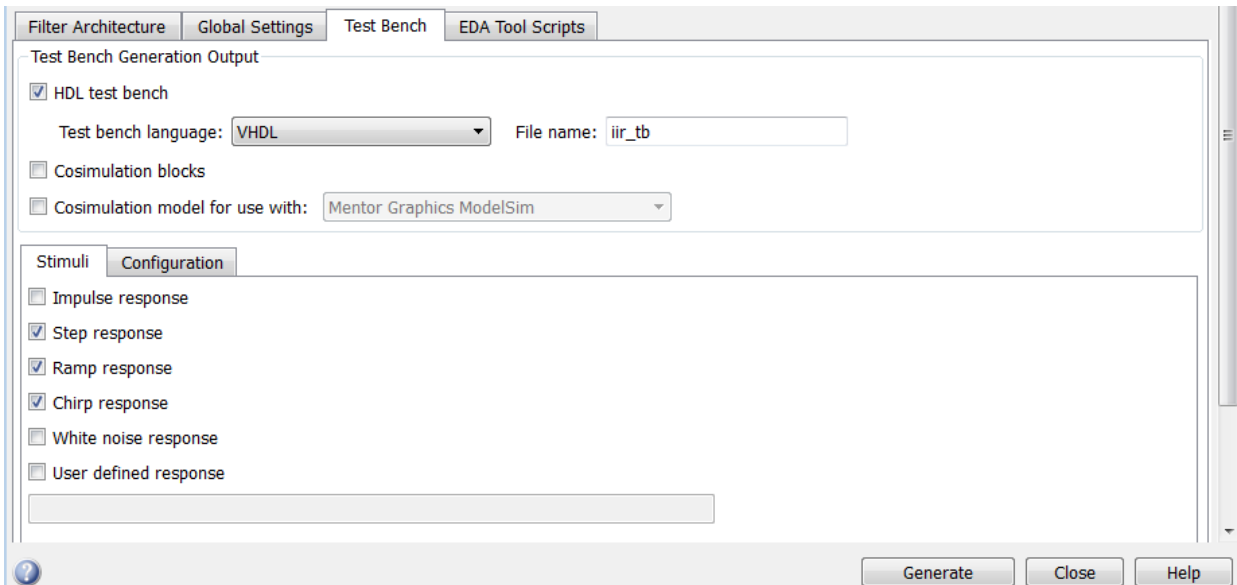 Filter Architecture Global Settings Test Bench EDA Tool Scripts
Test Bench Generation Output
HDL test bench
Test bench language: VHDL File name: iir_tb
Cosimulation blocks
Cosimulation model for use with: Mentor Graphics ModelSim
Stimuli Configuration
Impulse response
Step response
Ramp response
Chirp response
White noise response
User defined response
? Generate Close Help